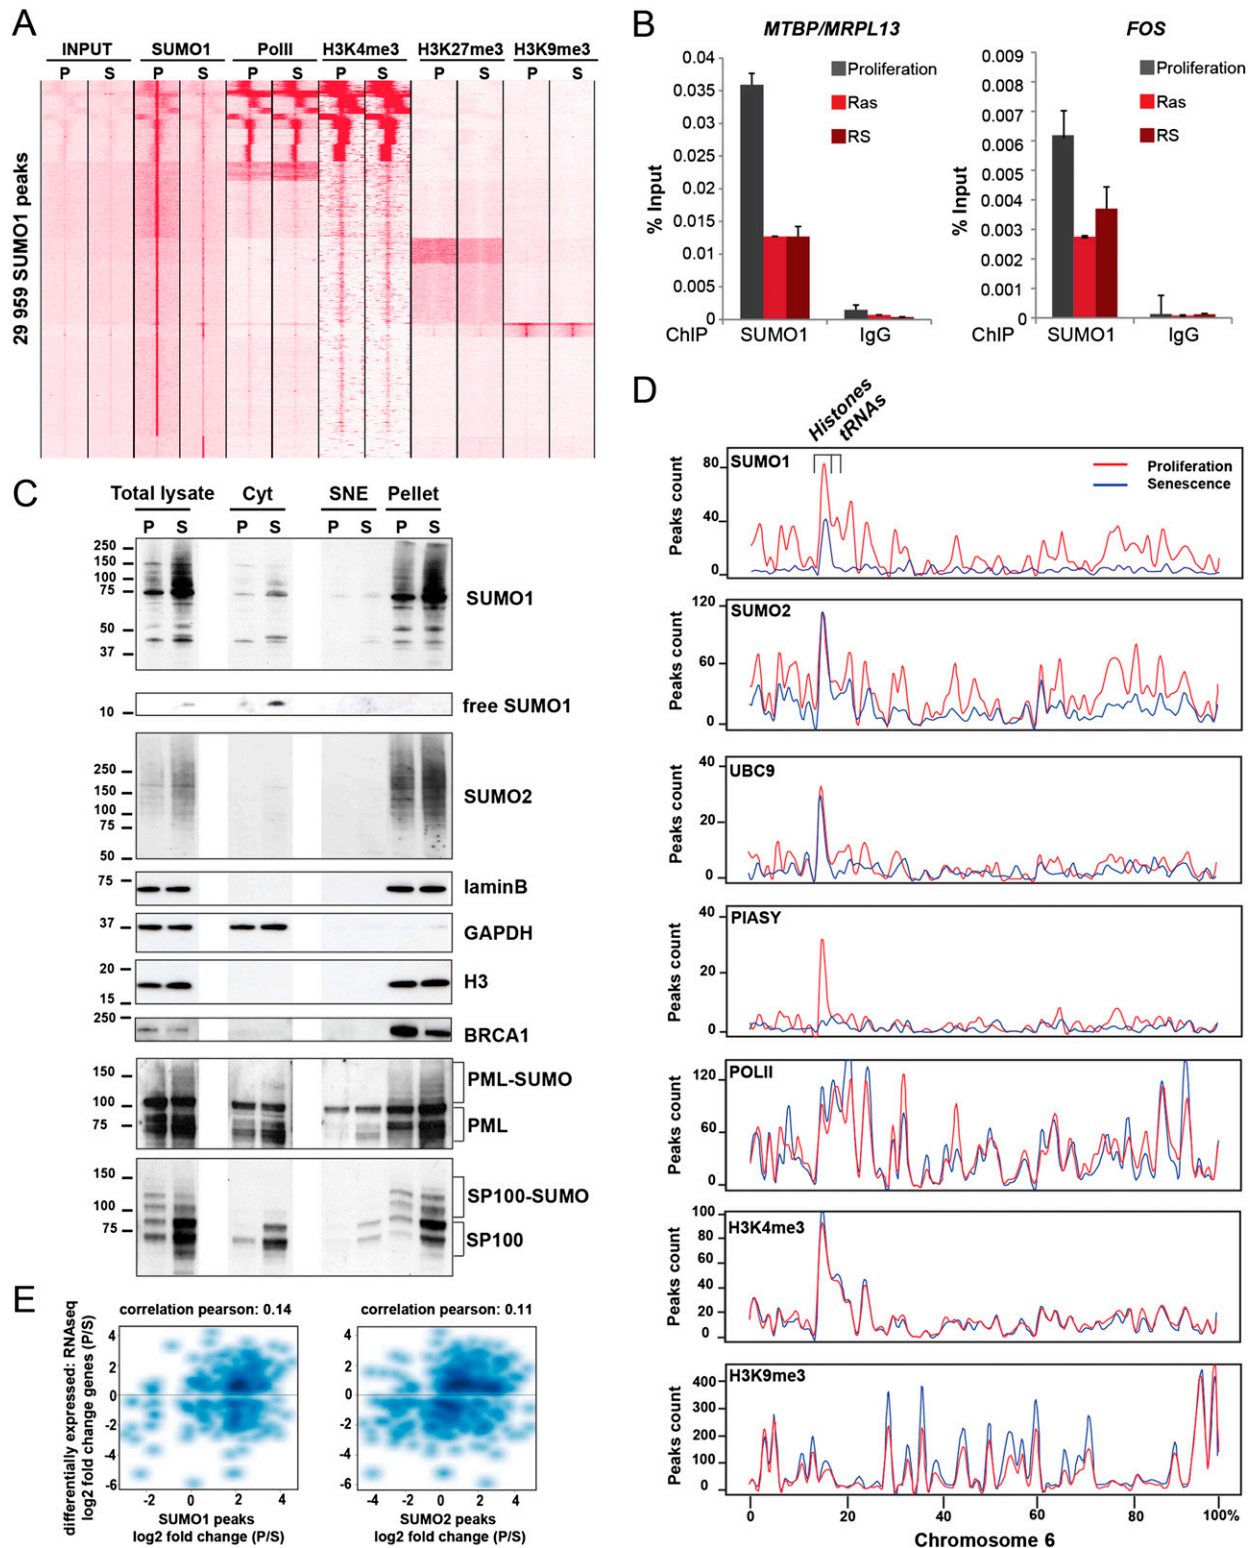 A
INPUT SUMO1 PolII H3K4me3 H3K27me3 H3K9me3
P S P S P S P S P S P S
29 959 SUMO1 peaks
B
MTBP/MRPL13
% Input
0.04
0.035
0.03
0.025
0.02
0.015
0.01
0.005
0
Proliferation
Ras
RS
ChIP SUMO1 IgG
FOS
% Input
0.009
0.008
0.007
0.006
0.005
0.004
0.003
0.002
0.001
0
Proliferation
Ras
RS
ChIP SUMO1 IgG
C
Total lysate Cyt SNE Pellet
P S P S P S P S
250
150
100
75
50
37
SUMO1
10
free SUMO1
250
150
100
75
50
SUMO2
75
laminB
37
GAPDH
20
15
H3
250
BRCA1
150
100
75
PML-SUMO
PML
150
100
75
SP100-SUMO
SP100
D
Histones
tRNAs
SUMO1
Proliferation
Senescence
Peaks count
80
40
0
SUMO2
Peaks count
120
60
0
UBC9
Peaks count
40
20
0
PIASY
Peaks count
40
20
0
POLII
Peaks count
120
60
0
H3K4me3
Peaks count
100
80
60
40
20
0
H3K9me3
Peaks count
400
300
200
100
0
0 20 40 60 80 100%
Chromosome 6
E
correlation pearson: 0.14
differentially expressed: RNAseq
log2 fold change genes (P/S)
4
2
0
-2
-4
-6
-2 0 2 4
SUMO1 peaks
log2 fold change (P/S)
correlation pearson: 0.11
4
2
0
-2
-4
-6
-4 -2 0 2 4
SUMO2 peaks
log2 fold change (P/S)